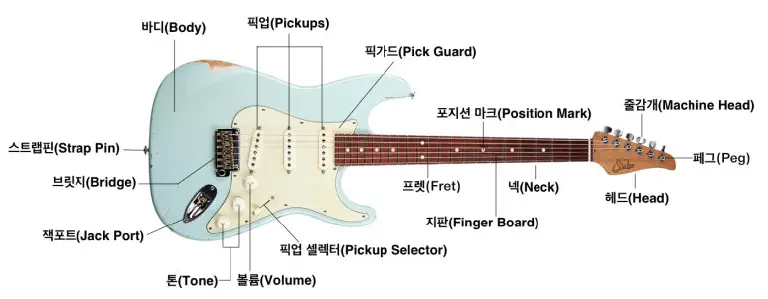 바디(Body)
픽업(Pickups)
픽가드(Pick Guard)
포지션 마크(Position Mark)
줄감개(Machine Head)
스트랩핀(Strap Pin)
페그(Peg)
브릿지(Bridge)
프렛(Fret)
넥(Neck)
헤드(Head)
지판(Finger Board)
잭포트(Jack Port)
픽업 셀렉터(Pickup Selector)
톤(Tone)
볼륨(Volume)